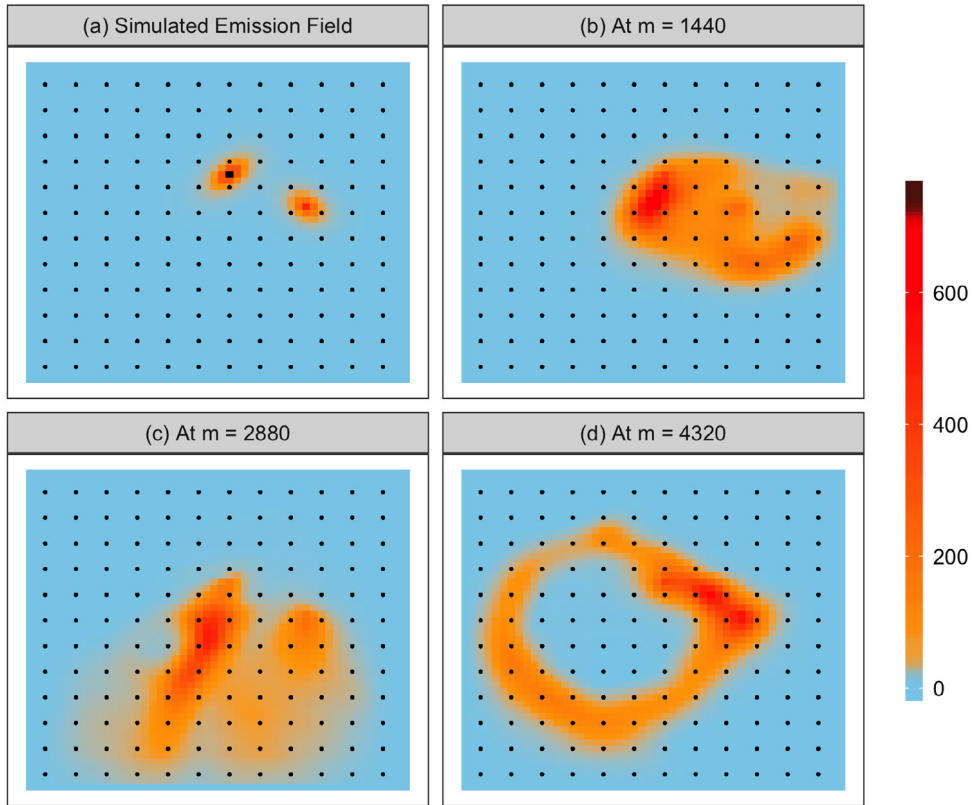 (a) Simulated Emission Field
(b) At m = 1440
(c) At m = 2880
(d) At m = 4320
600
400
200
0